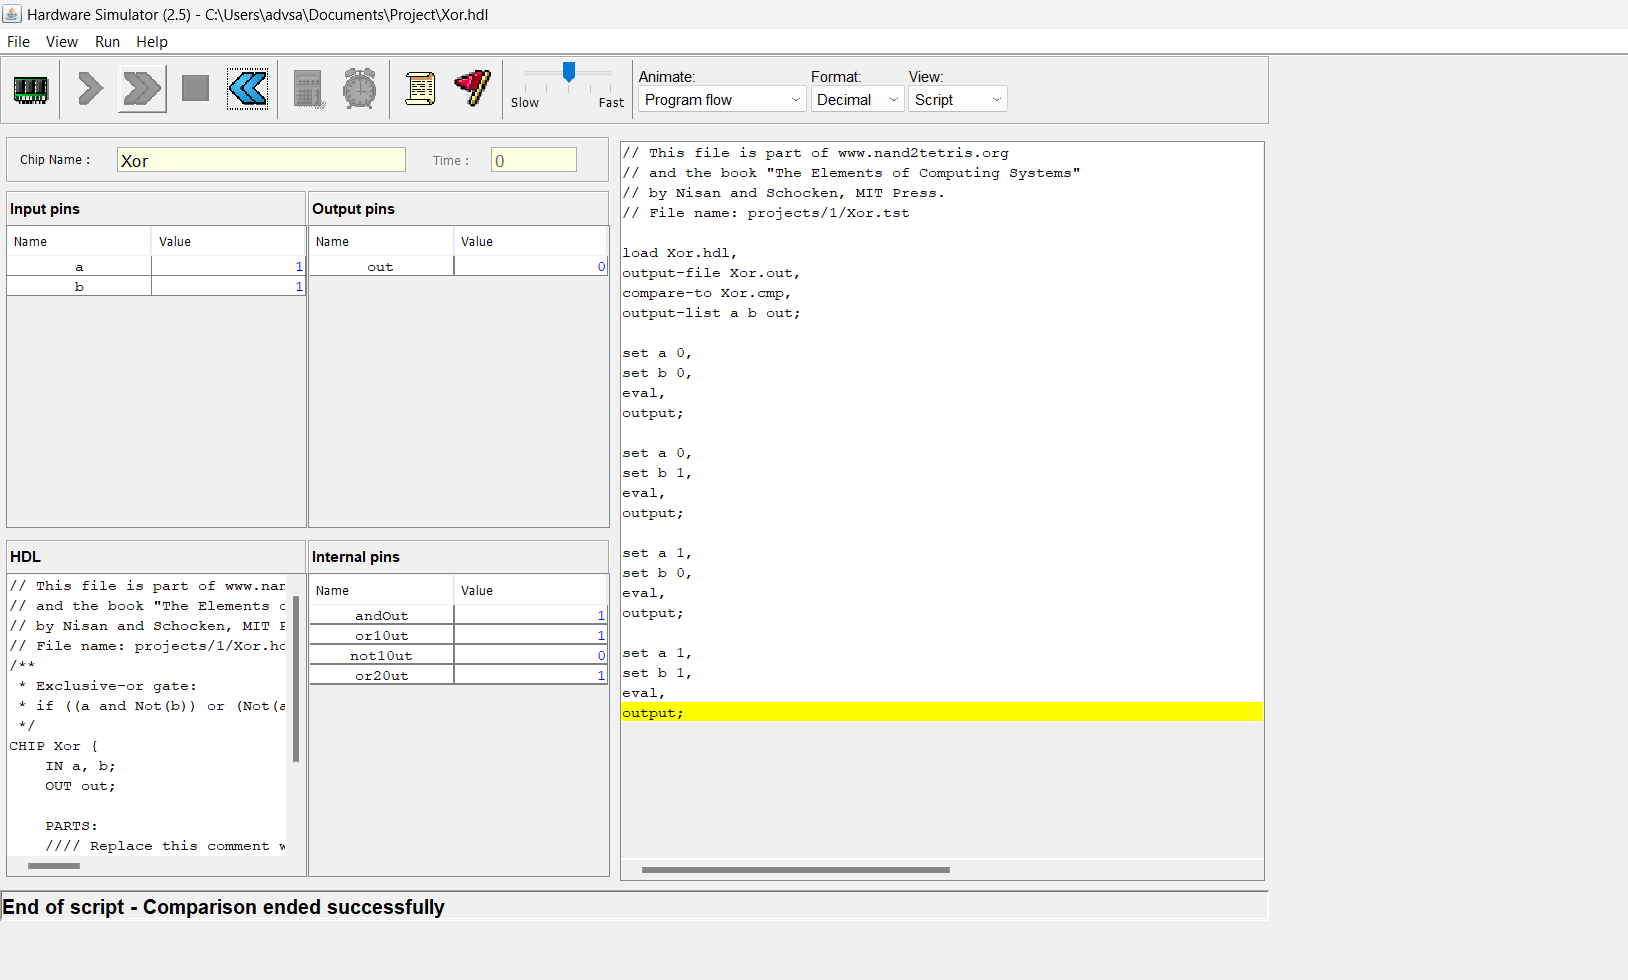 Hardware Simulator (2.5) - C:\Users\advsa\Documents\Project\Xor.hdl
File View Run Help
Slow Fast
Animate: Format: View:
Program flow Decimal Script
Chip Name : Xor Time : 0
Input pins
Name Value
a 1
b 1
Output pins
Name Value
out 0
HDL
// This file is part of www.nan
// and the book "The Elements o
// by Nisan and Schocken, MIT P
// File name: projects/1/Xor.hd
/**
* Exclusive-or gate:
* if ((a and Not(b)) or (Not(a
*/
CHIP Xor {
IN a, b;
OUT out;
PARTS:
//// Replace this comment w
Internal pins
Name Value
andOut 1
or1Out 1
not1Out 0
or2Out 1
// This file is part of www.nand2tetris.org
// and the book "The Elements of Computing Systems"
// by Nisan and Schocken, MIT Press.
// File name: projects/1/Xor.tst
load Xor.hdl,
output-file Xor.out,
compare-to Xor.cmp,
output-list a b out;
set a 0,
set b 0,
eval,
output;
set a 0,
set b 1,
eval,
output;
set a 1,
set b 0,
eval,
output;
set a 1,
set b 1,
eval,
output;
End of script - Comparison ended successfully